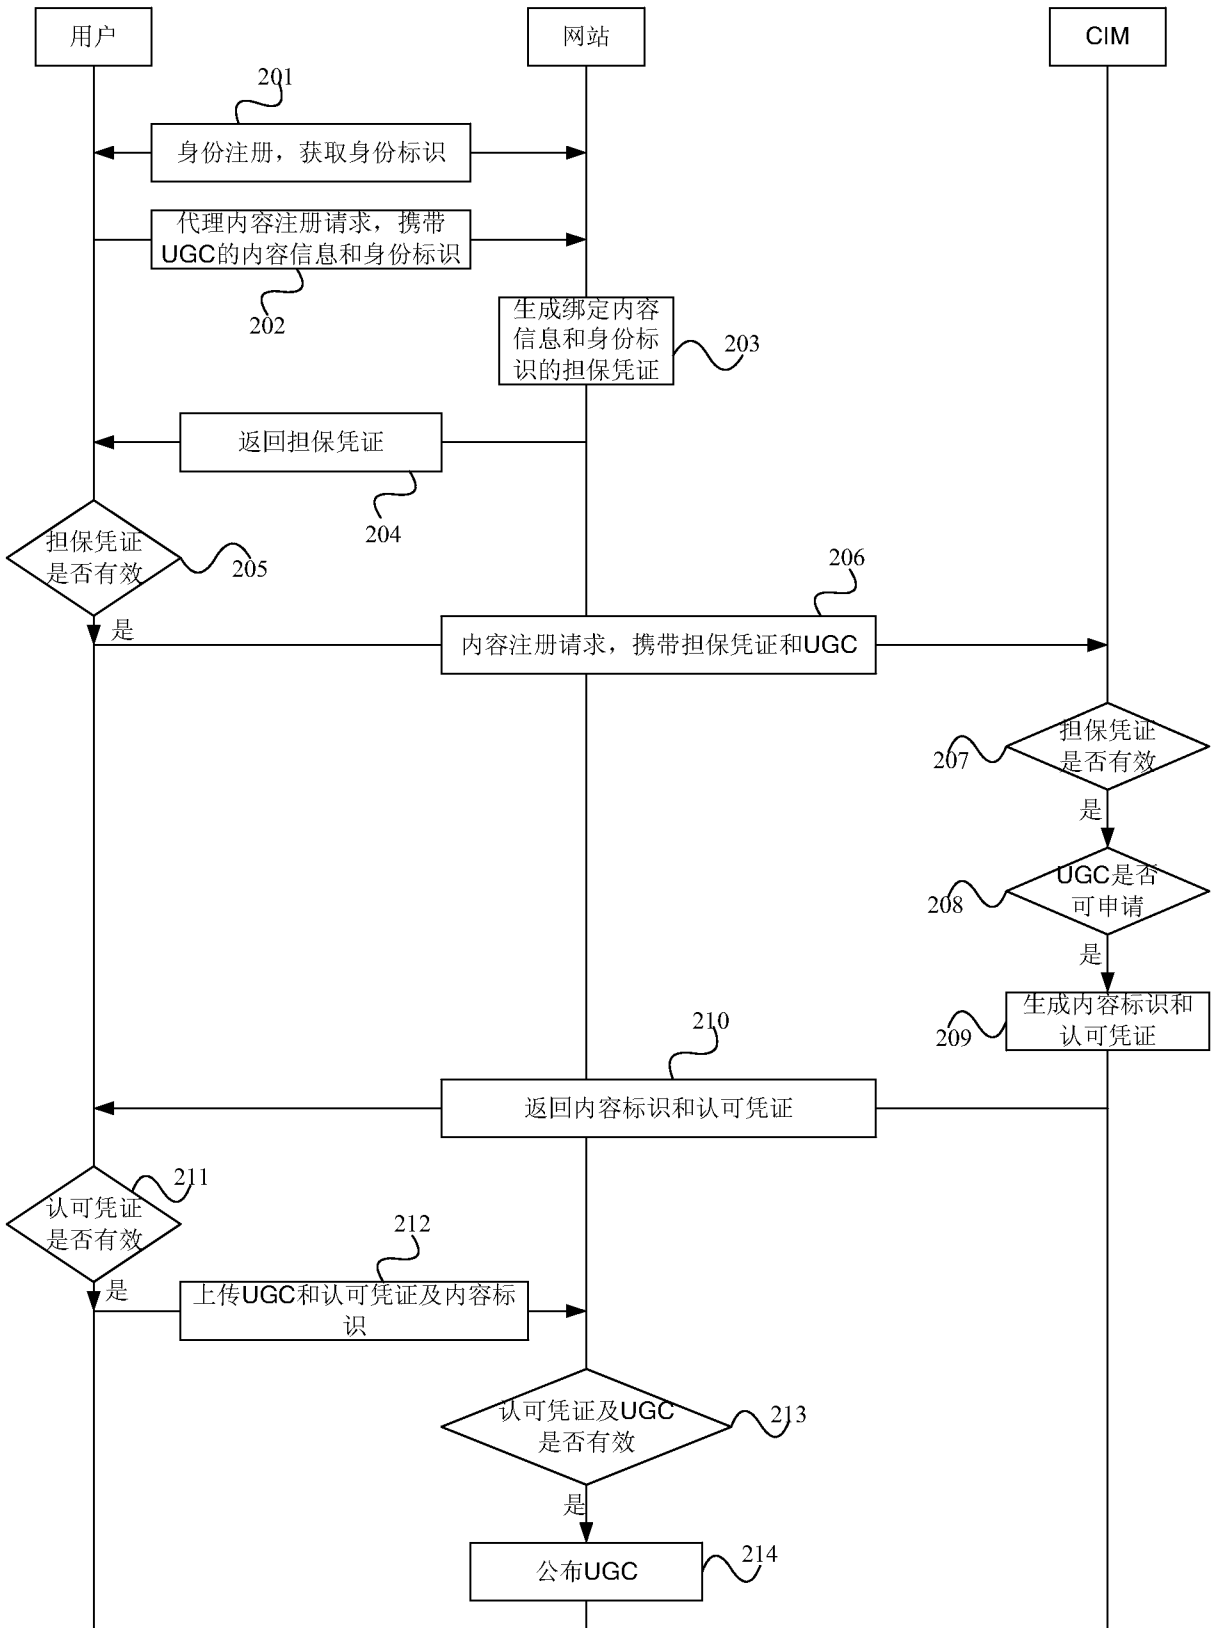 用户
网站
CIM
201
身份注册，获取身份标识
代理内容注册请求，携带
UGC的内容信息和身份标识
202
生成绑定内容
信息和身份标
识的担保凭证
203
返回担保凭证
204
担保凭证
是否有效
205
是
206
内容注册请求，携带担保凭证和UGC
担保凭证
是否有效
207
是
UGC是否
可申请
208
是
生成内容标识和
认可凭证
209
210
返回内容标识和认可凭证
211
认可凭证
是否有效
是
212
上传UGC和认可凭证及内容标
识
认可凭证及UGC
是否有效
213
是
公布UGC
214